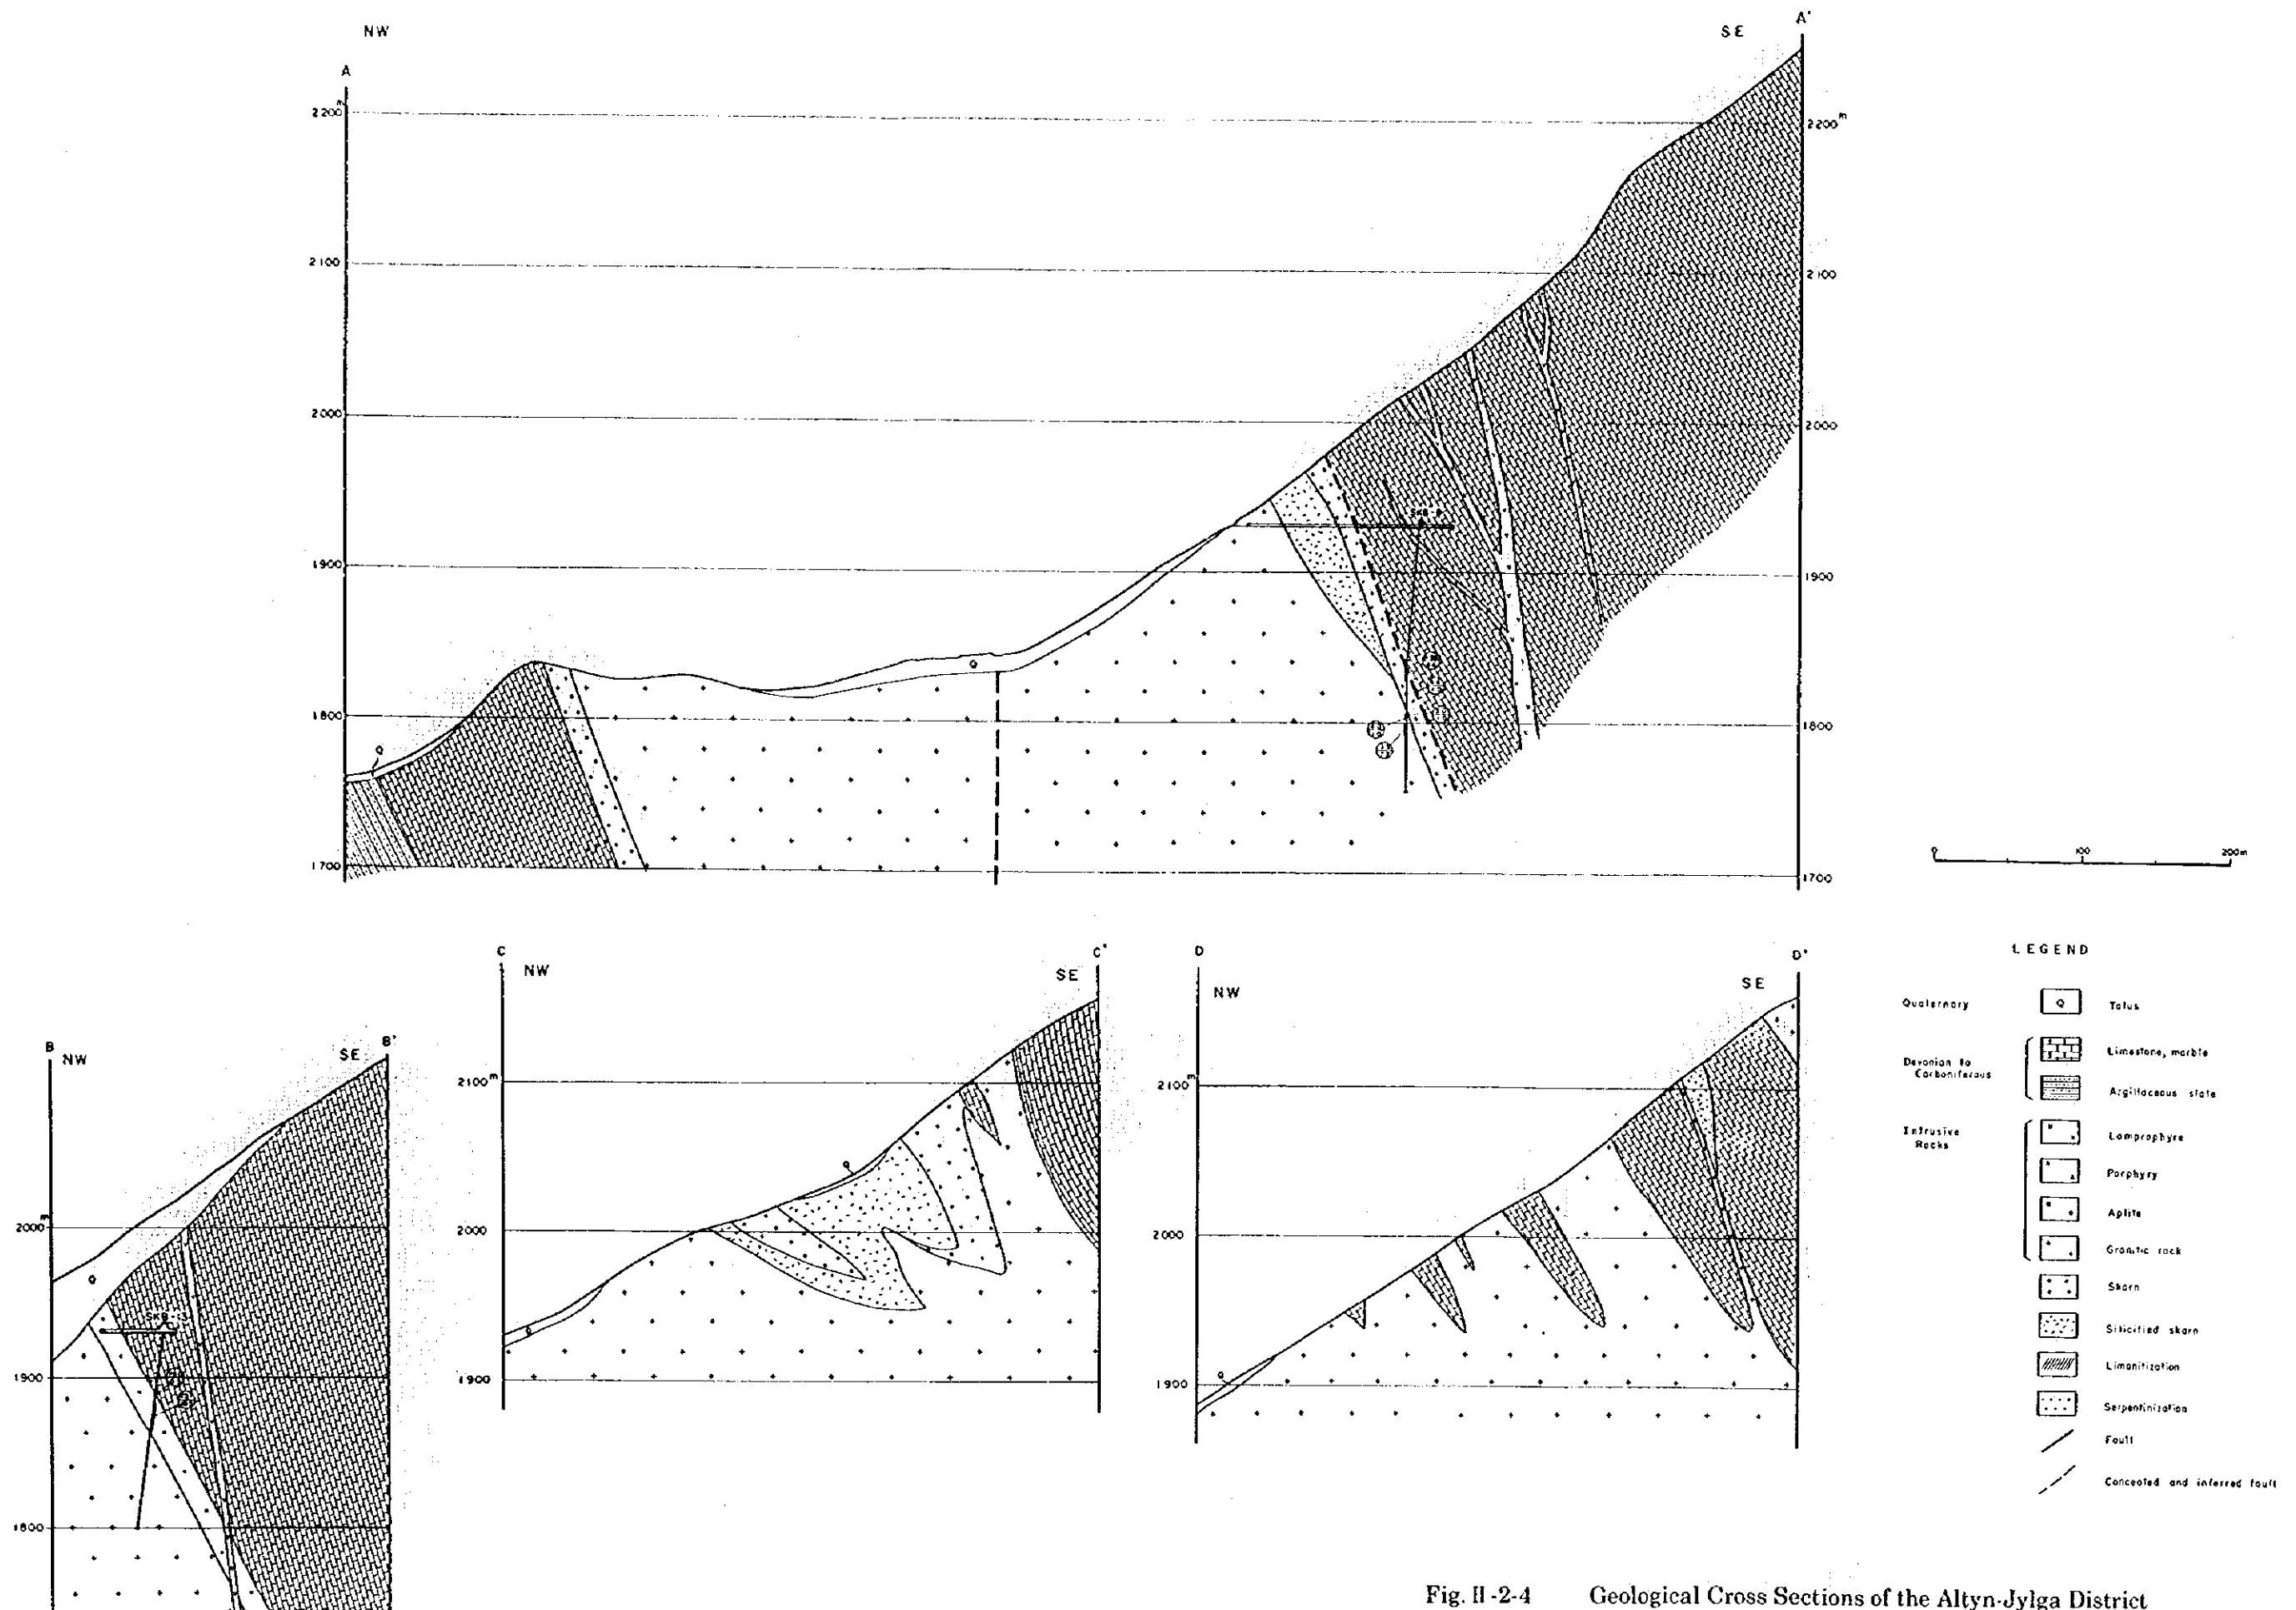 NW
SE
A
A'
2200 m
2200 m
2100
2100
2000
2000
1900
1900
1800
1800
1700
1700
Q
Q
0 100 200m
B
NW
SE
B'
2000 m
1900
1800
Q
SKB-13
C
NW
SE
C'
2100 m
2000
1900
Q
Q
D
NW
SE
D'
2100 m
2000
1900
Q
LEGEND
Quaternary
Q Talus
Devonian to
Carboniferous
Limestone, marble
Argillaceous slate
Intrusive
Rocks
Lamprophyre
Porphyry
Aplite
Granitic rock
Skarn
Silicified skarn
Limonitization
Serpentinization
Fault
Concealed and inferred fault
Fig. II-2-4 Geological Cross Sections of the Altyn-Jylga District